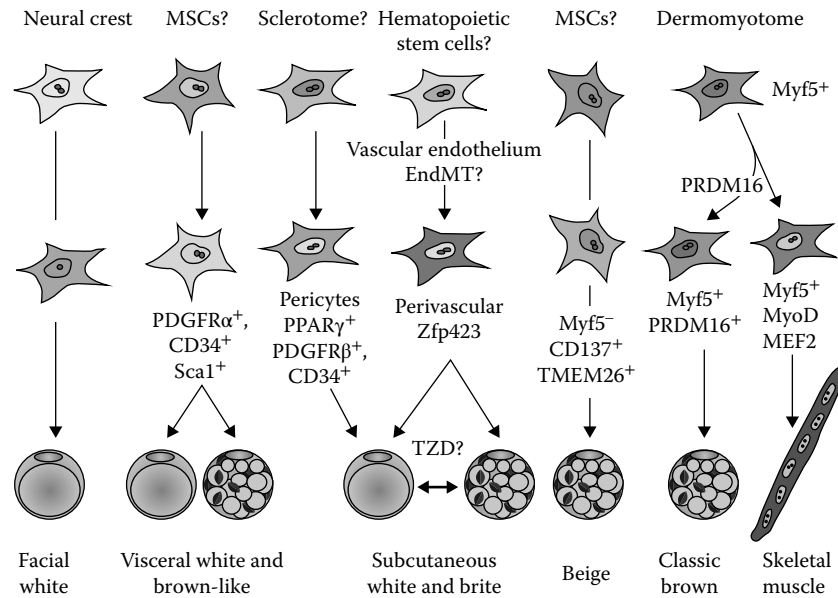 Neural crest
MSCs?
Sclerotome?
Hematopoietic
stem cells?
MSCs?
Dermomyotome
Myf5⁺
Vascular endothelium
EndMT?
PRDM16
PDGFRα⁺,
CD34⁺
Sca1⁺
Pericytes
PPARγ⁺
PDGFRβ⁺,
CD34⁺
Perivascular
Zfp423
Myf5⁻
CD137⁺
TMEM26⁺
Myf5⁺
PRDM16⁺
Myf5⁺
MyoD
MEF2
TZD?
Facial
white
Visceral white and
brown-like
Subcutaneous
white and brite
Beige
Classic
brown
Skeletal
muscle